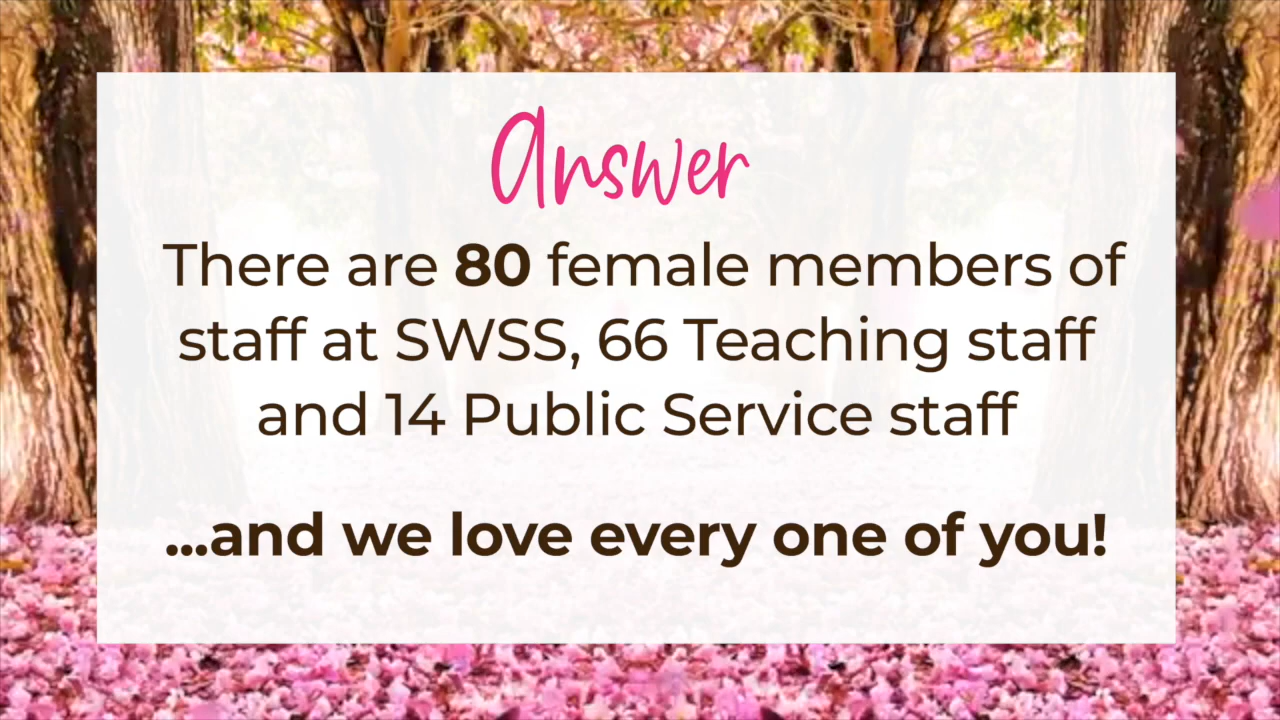 Answer
There are 80 female members of
staff at SWSS, 66 Teaching staff
and 14 Public Service staff
...and we love every one of you!